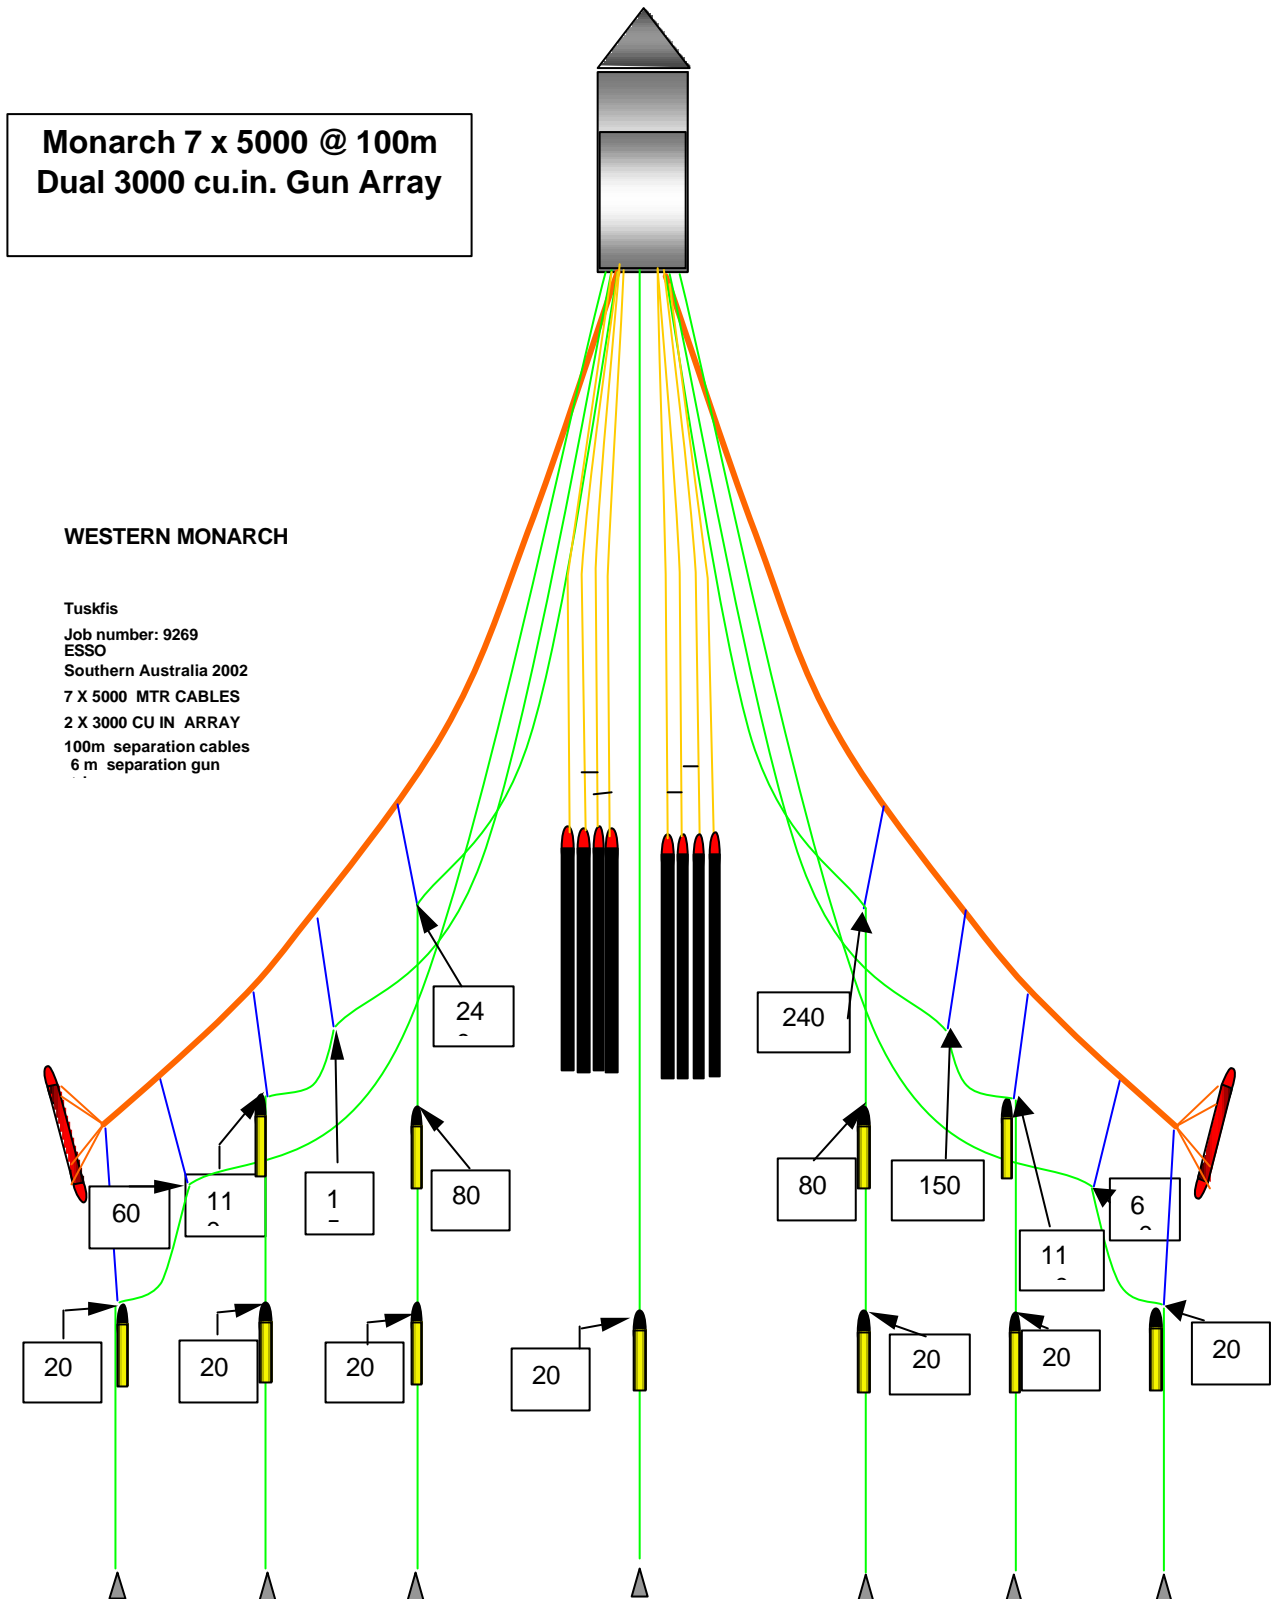 Monarch 7 x 5000 @ 100m
Dual 3000 cu.in. Gun Array
WESTERN MONARCH
Tuskfis
Job number: 9269
ESSO
Southern Australia 2002
7 X 5000 MTR CABLES
2 X 3000 CU IN ARRAY
100m separation cables
6 m separation gun
24
240
60
11
1
80
80
150
6
11
20
20
20
20
20
20
20